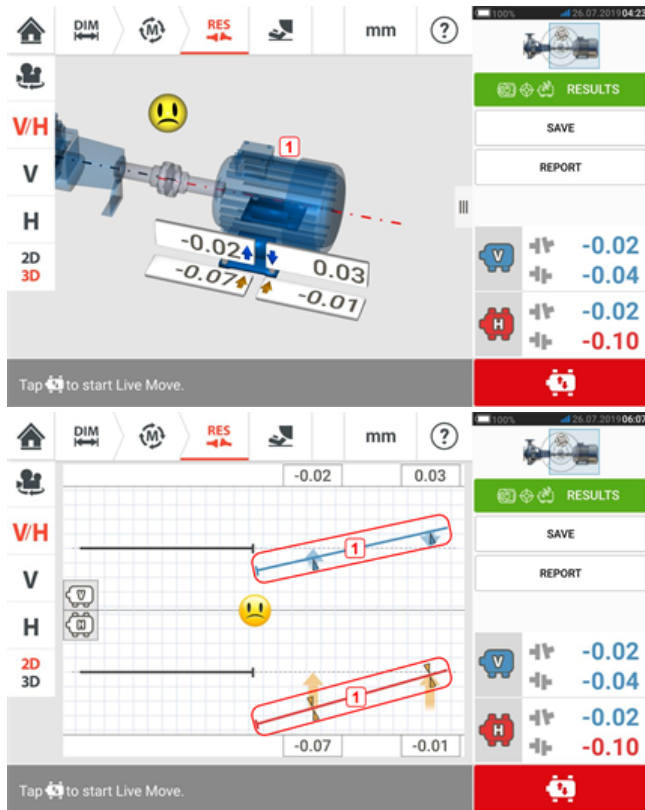 DIM
M
RES
mm
?
100%
26.07.2019 04:23
RESULTS
SAVE
REPORT
V/H
V
H
2D
3D
1
-0.02
0.03
-0.07
-0.01
V
-0.02
-0.04
H
-0.02
-0.10
Tap to start Live Move.
DIM
M
RES
mm
?
100%
26.07.2019 06:07
RESULTS
SAVE
REPORT
V/H
V
H
2D
3D
-0.02
0.03
1
V
H
1
-0.07
-0.01
V
-0.02
-0.04
H
-0.02
-0.10
Tap to start Live Move.